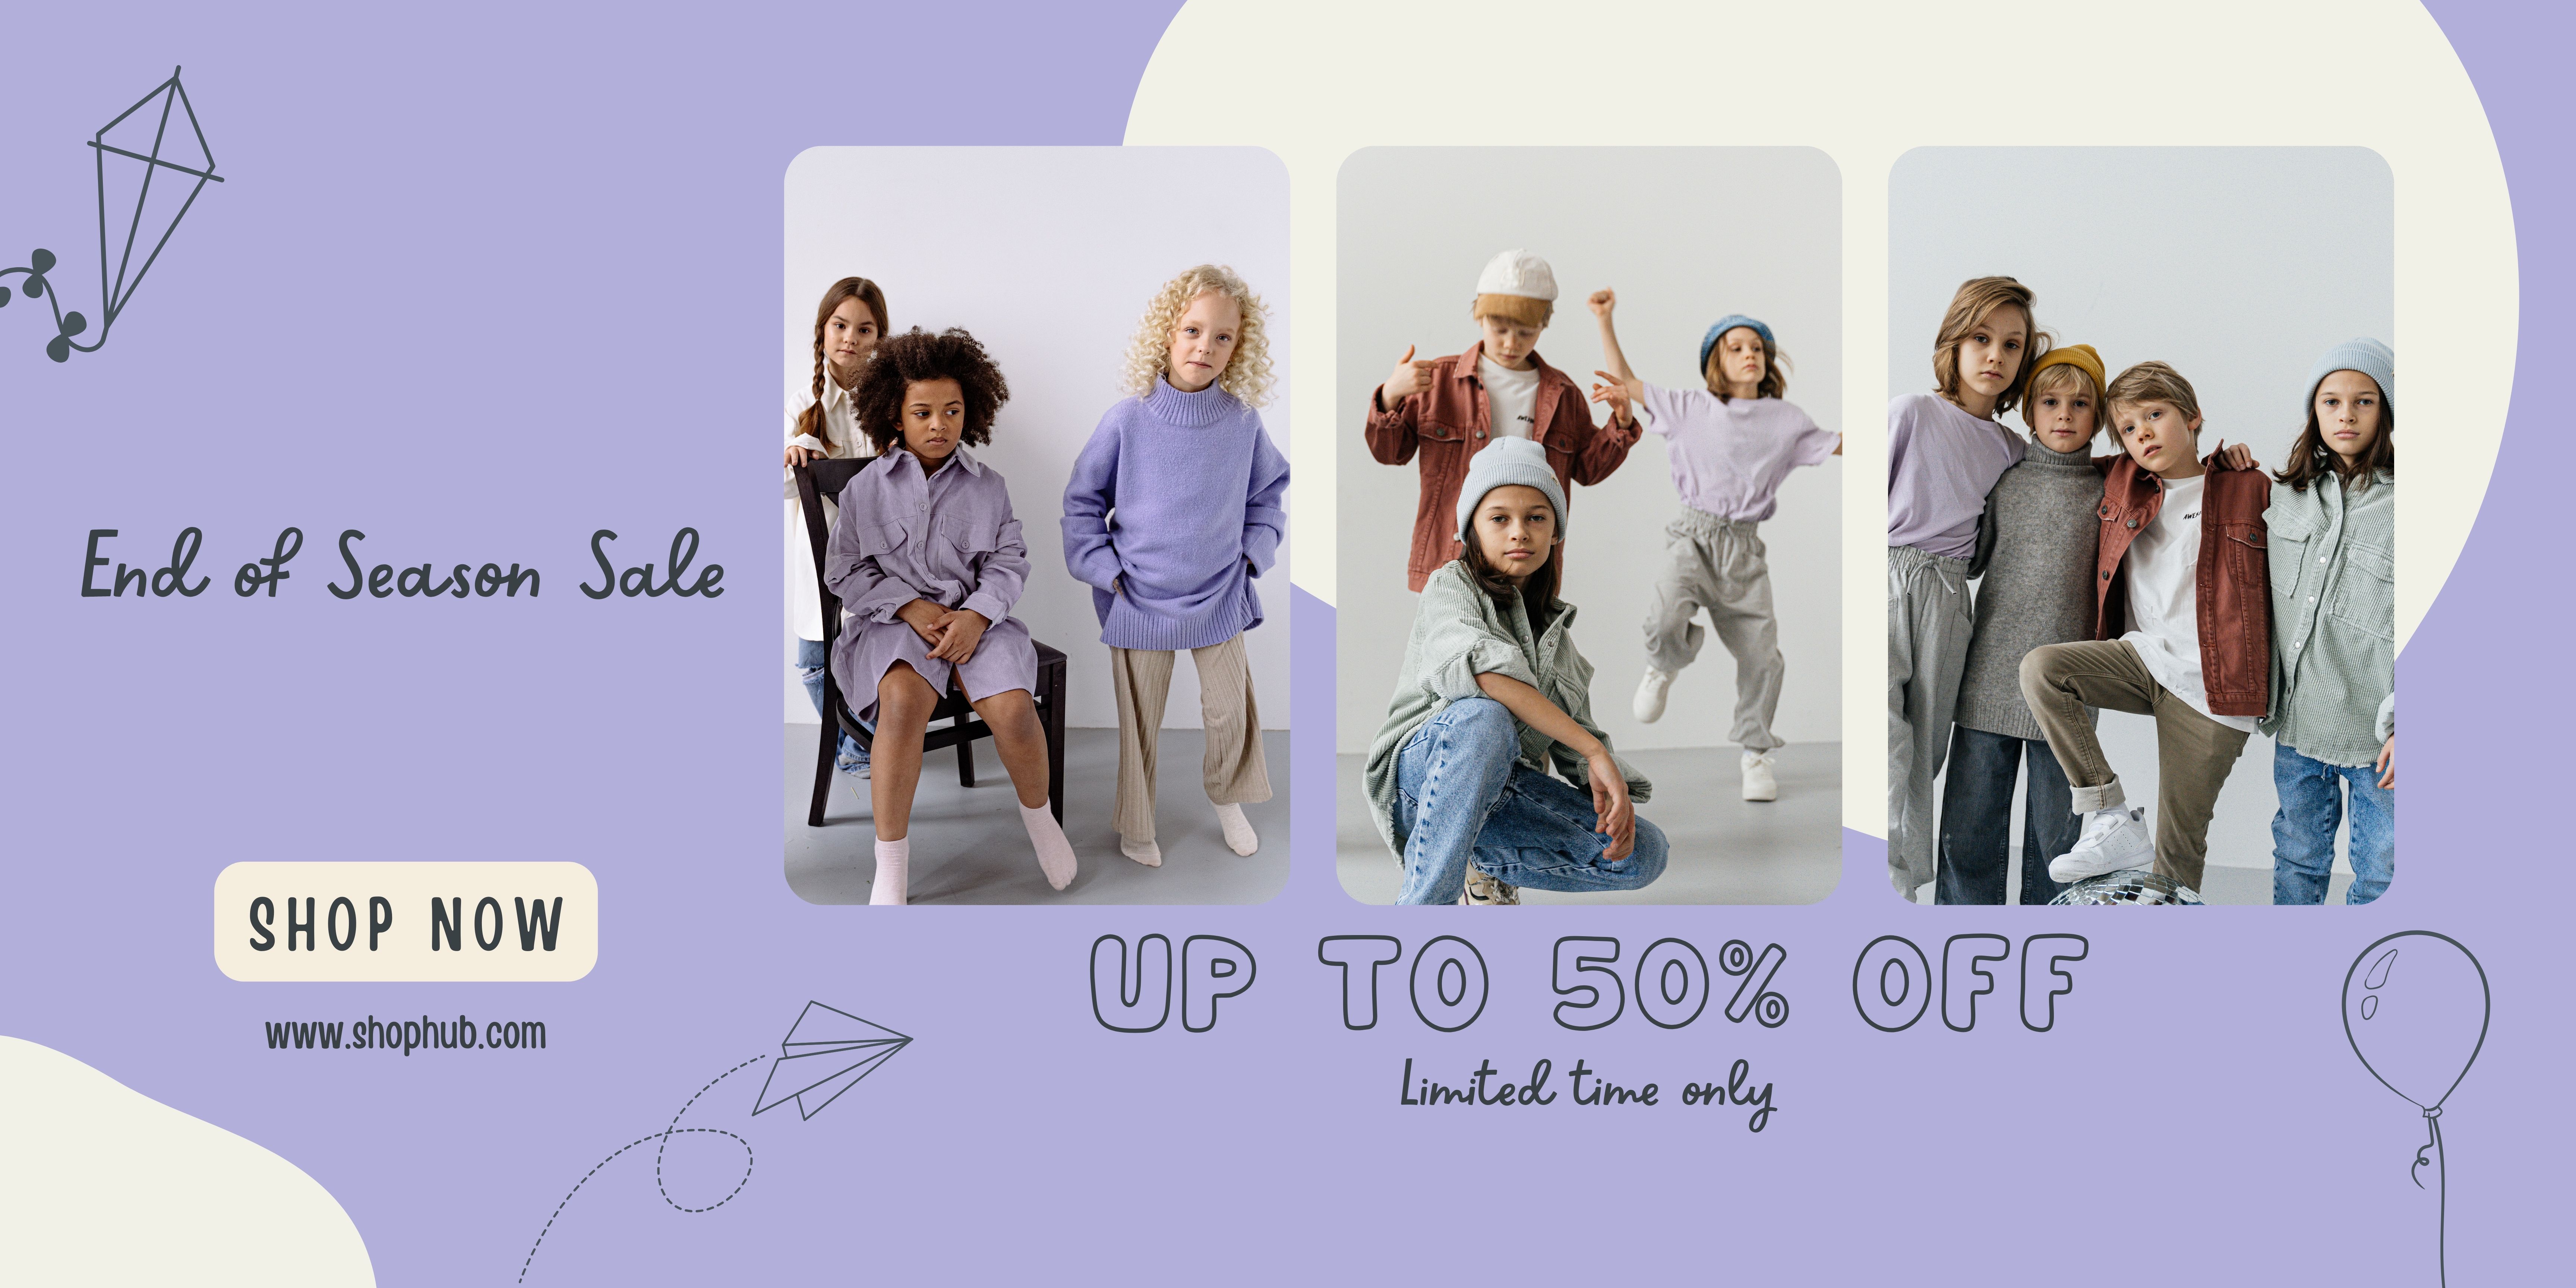 End of Season Sale
SHOP NOW
www.shophub.com
UP TO 50% OFF
Limited time only